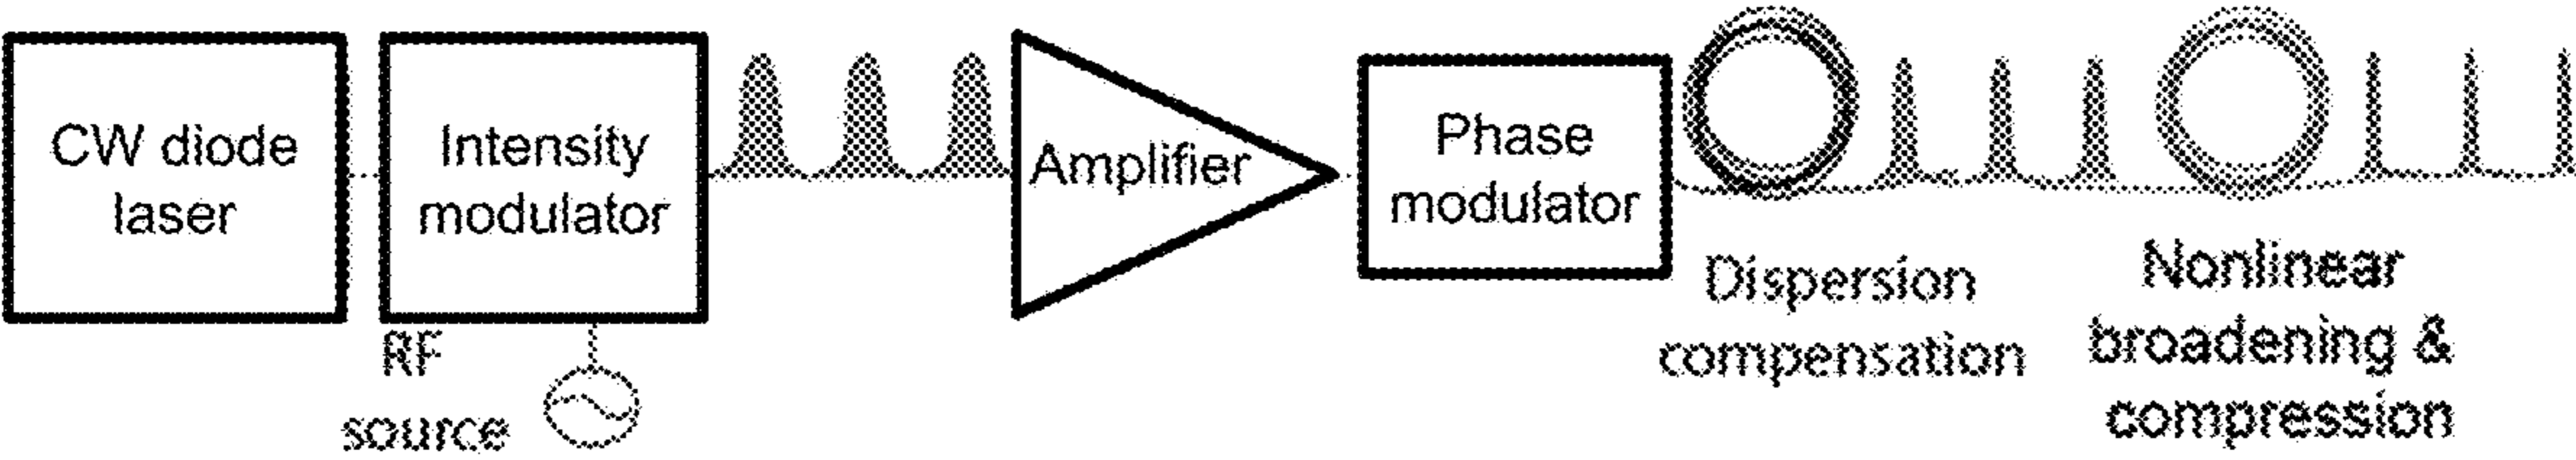 CW diode
laser
Intensity
modulator
RF
source
Amplifier
Phase
modulator
Dispersion
compensation
Nonlinear
broadening &
compression